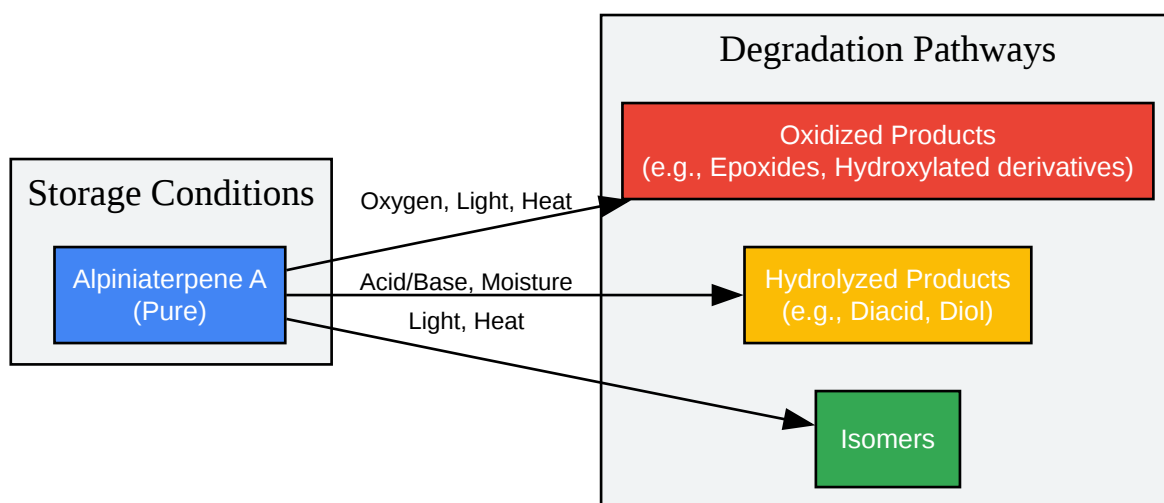 Degradation Pathways
Oxidized Products
(e.g., Epoxides, Hydroxylated derivatives)
Storage Conditions
Oxygen, Light, Heat
Alpiniaterpene A
(Pure)
Acid/Base, Moisture
Hydrolyzed Products
(e.g., Diacid, Diol)
Light, Heat
Isomers